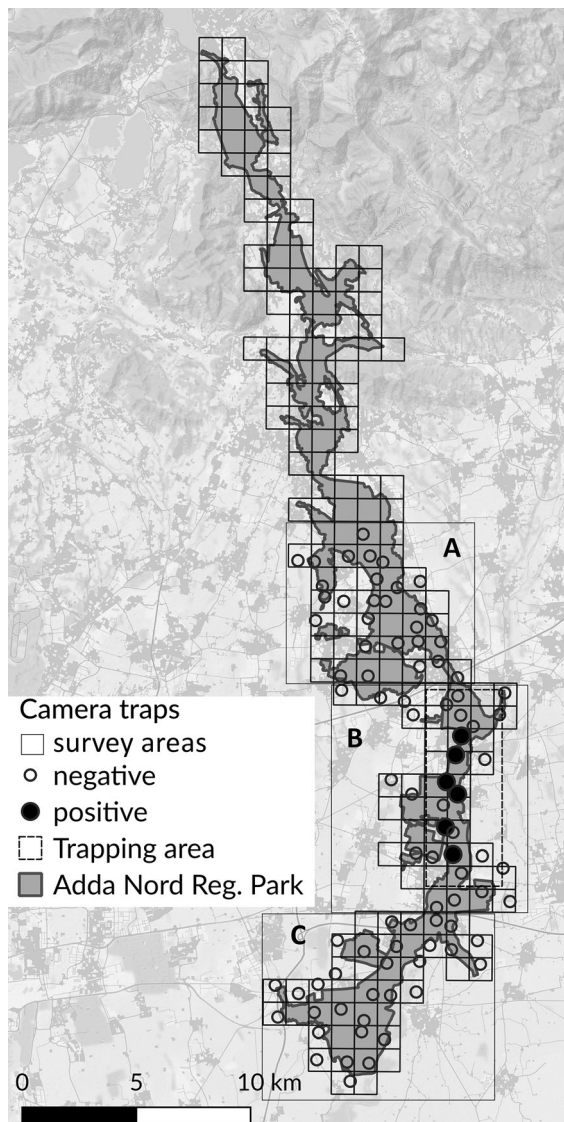 A
B
Camera traps
survey areas
negative
positive
Trapping area
Adda Nord Reg. Park
C
0 5 10 km